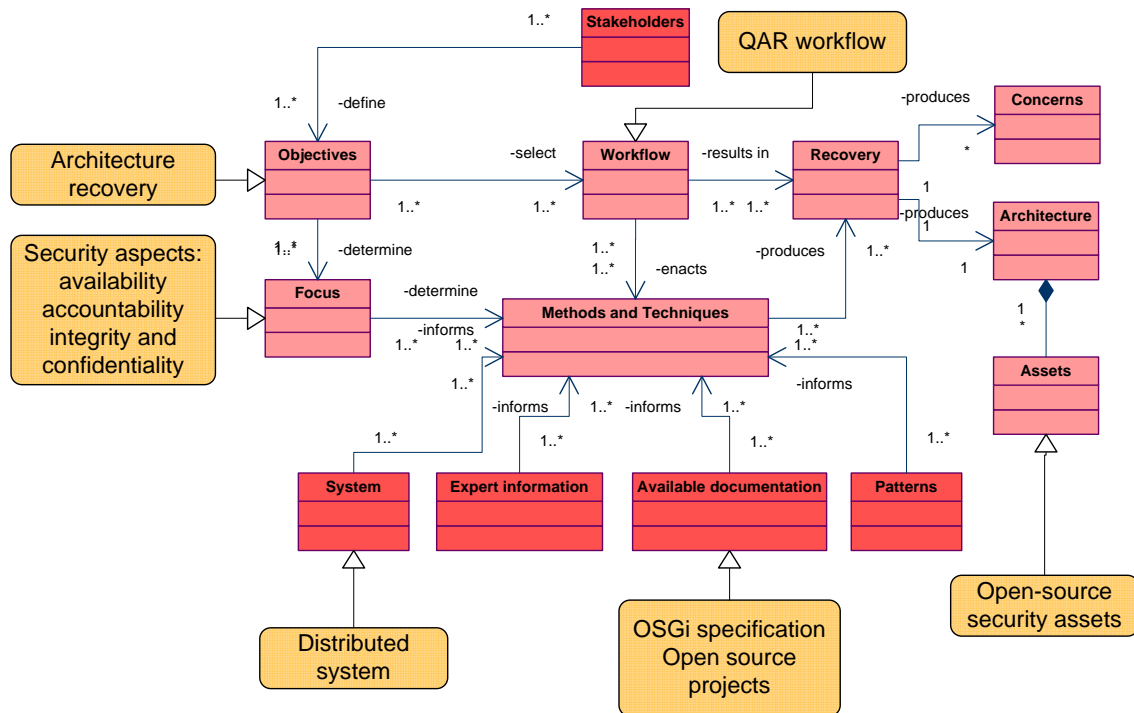 1..*
Stakeholders
QAR workflow
-produces
Concerns
1..*
-define
*
Architecture
recovery
Objectives
-select
Workflow
-results in
Recovery
1..*
1..*
1..*
1..*
1
-produces
1
Architecture
1..*
1..*
-determine
1..*
1..*
-enacts
-produces
1..*
1
Security aspects:
availability
accountability
integrity and
confidentiality
Focus
-determine
-informs
Methods and Techniques
1..*
1..*
1..*
1..*
1..*
1
*
Assets
-informs
1..*
-informs
1..*
-informs
1..*
1..*
1..*
1..*
System
Expert information
Available documentation
Patterns
Distributed
system
OSGi specification
Open source
projects
Open-source
security assets